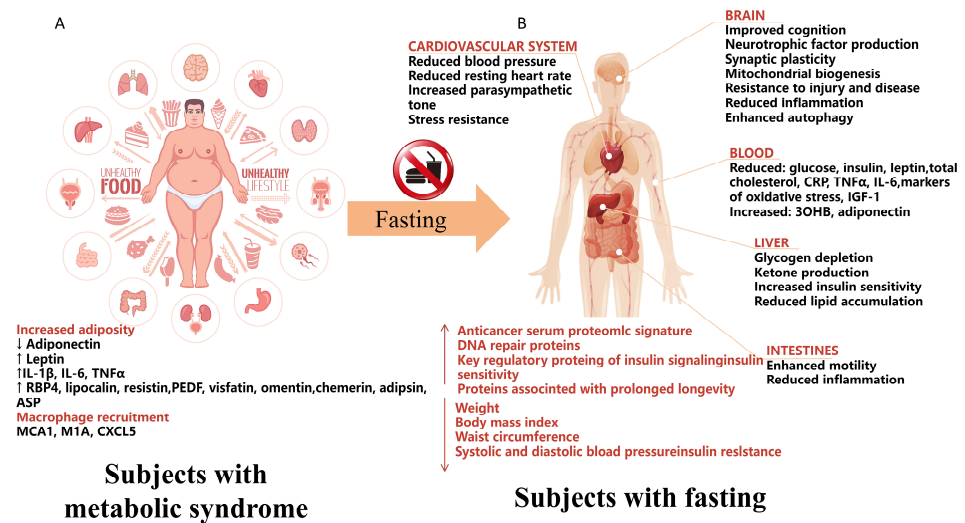 A
UNHEALTHY
FOOD
UNHEALTHY
LIFESTYLE
Increased adiposity
↓ Adiponectin
↑ Leptin
↑IL-1β, IL-6, TNFα
↑ RBP4, lipocalin, resistin,PEDF, visfatin, omentin,chemerin, adipsin,
ASP
Macrophage recruitment
MCA1, M1A, CXCL5
Subjects with
metabolic syndrome
Fasting
B
CARDIOVASCULAR SYSTEM
Reduced blood pressure
Reduced resting heart rate
Increased parasympathetic
tone
Stress resistance
BRAIN
Improved cognition
Neurotrophic factor production
Synaptic plasticity
Mitochondrial biogenesis
Resistance to injury and disease
Reduced Inflammation
Enhanced autophagy
BLOOD
Reduced: glucose, insulin, leptin,total
cholesterol, CRP, TNFα, IL-6,markers
of oxidative stress, IGF-1
Increased: 3OHB, adiponectin
LIVER
Glycogen depletion
Ketone production
Increased insulin sensitivity
Reduced lipid accumulation
INTESTINES
Enhanced motility
Reduced inflammation
Anticancer serum proteomlc signature
DNA repair proteins
Key regulatory proteing of insulin signalinginsulin
sensitivity
Proteins associnted with prolonged longevity
Weight
Body mass index
Waist circumference
Systolic and diastolic bload pressureinsulin reslstance
Subjects with fasting